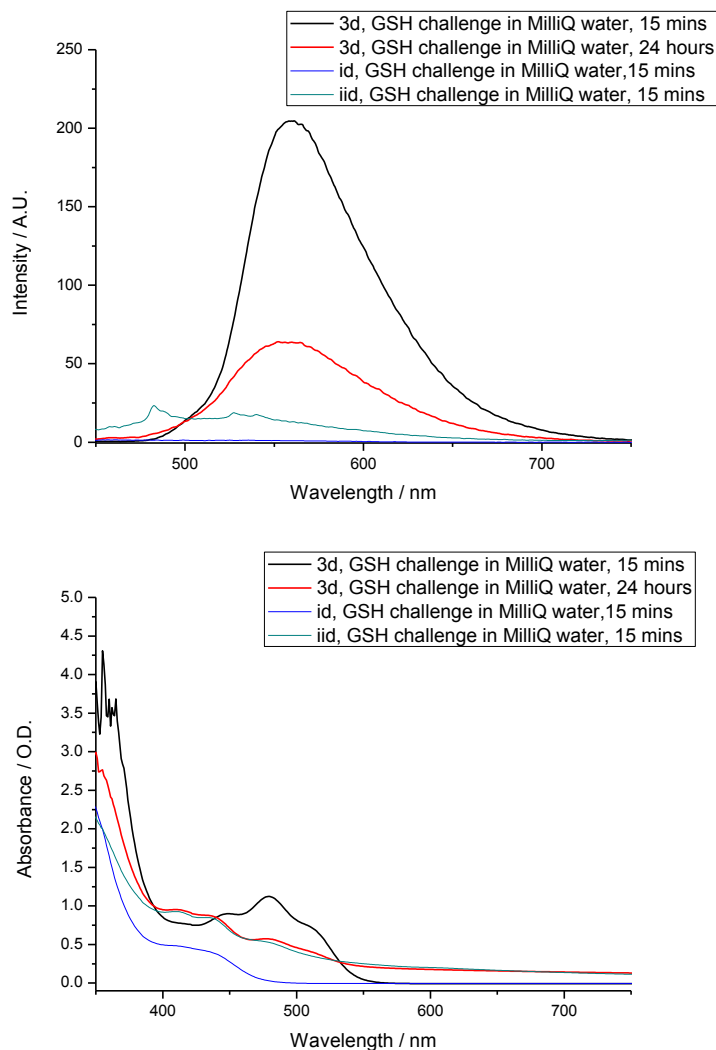 3d, GSH challenge in MilliQ water, 15 mins
3d, GSH challenge in MilliQ water, 24 hours
id, GSH challenge in MilliQ water,15 mins
iid, GSH challenge in MilliQ water, 15 mins
250
200
150
100
50
0
Intensity / A.U.
500
600
700
Wavelength / nm
3d, GSH challenge in MilliQ water, 15 mins
3d, GSH challenge in MilliQ water, 24 hours
id, GSH challenge in MilliQ water,15 mins
iid, GSH challenge in MilliQ water, 15 mins
5.0
4.5
4.0
3.5
3.0
2.5
2.0
1.5
1.0
0.5
0.0
Absorbance / O.D.
400
500
600
700
Wavelength / nm